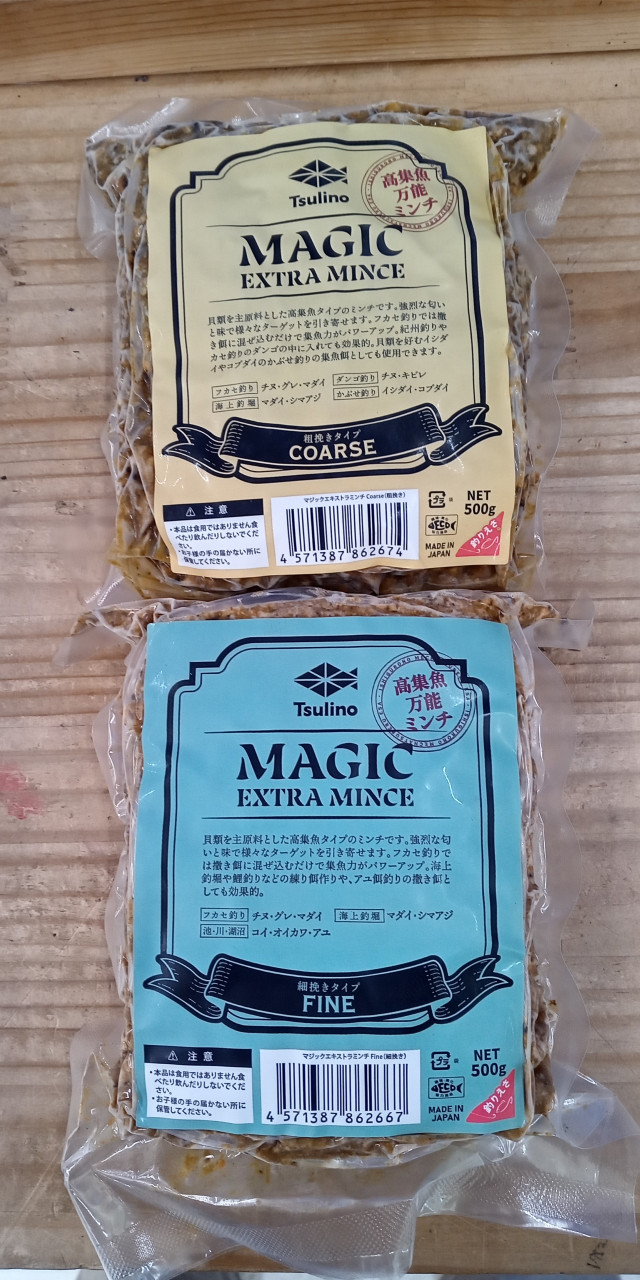 Tsulino
高集魚
万能
ミンチ
MAGIC
EXTRA MINCE
貝類を主原料とした高集魚タイプのミンチです。強烈な匂い
と味で様々なターゲットを引き寄せます。フカセ釣りでは撒
き餌に混ぜ込むだけで集魚力がパワーアップ。紀州釣りや
カセ釣りのダンゴの中に入れても効果的。貝類を好むイシダ
イやコブダイのかぶせ釣りの集魚餌としても使用できます。
フカセ釣り チヌ・グレ・マダイ ダンゴ釣り チヌ・キビレ
海上釣堀 マダイ・シマアジ かぶせ釣り イシダイ・コブダイ
粗挽きタイプ
COARSE
⚠ 注意
・本品は食用ではありません食
べたり飲んだりしないでくだ
さい。
・お子様の手の届かない所に
保管してください。
マジックエキストラミンチ Coarse(粗挽き)
4 571387 862674
プラ
NET
500g
MADE IN
JAPAN
釣りえさ
Tsulino
高集魚
万能
ミンチ
MAGIC
EXTRA MINCE
貝類を主原料とした高集魚タイプのミンチです。強烈な匂
いと味で様々なターゲットを引き寄せます。フカセ釣りで
は撒き餌に混ぜ込むだけで集魚力がパワーアップ。海上
釣堀や鯉釣りなどの練り餌作りや、アユ餌釣りの撒き餌と
しても効果的。
フカセ釣り チヌ・グレ・マダイ 海上釣堀 マダイ・シマアジ
池・川・湖沼 コイ・オイカワ・アユ
細挽きタイプ
FINE
⚠ 注意
・本品は食用ではありません食
べたり飲んだりしないでくだ
さい。
・お子様の手の届かない所に
保管してください。
マジックエキストラミンチ Fine(細挽き)
4 571387 862667
プラ
NET
500g
MADE IN
JAPAN
釣りえさ